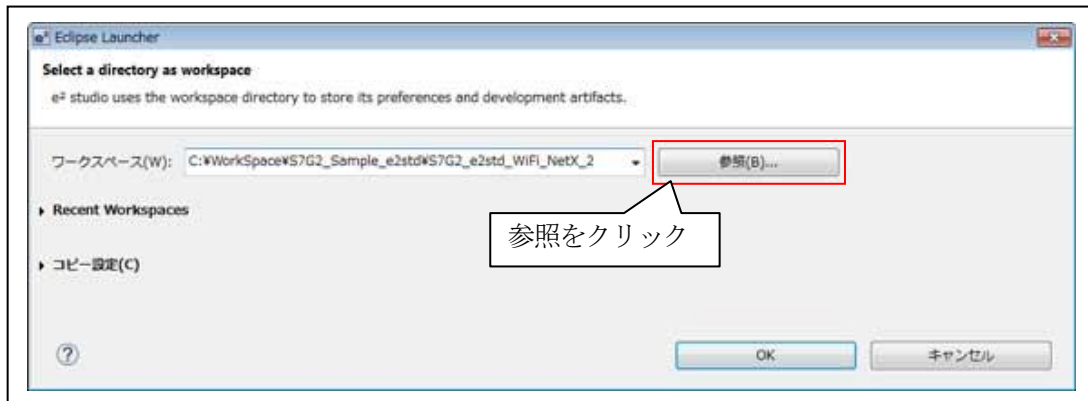 e² Eclipse Launcher
Select a directory as workspace
e² studio uses the workspace directory to store its preferences and development artifacts.
ワークスペース(W): C:¥WorkSpace¥S7G2_Sample_e2std¥S7G2_e2std_WiFi_NetX_2 参照(B)...
Recent Workspaces
参照をクリック
コピー設定(C)
?
OK キャンセル